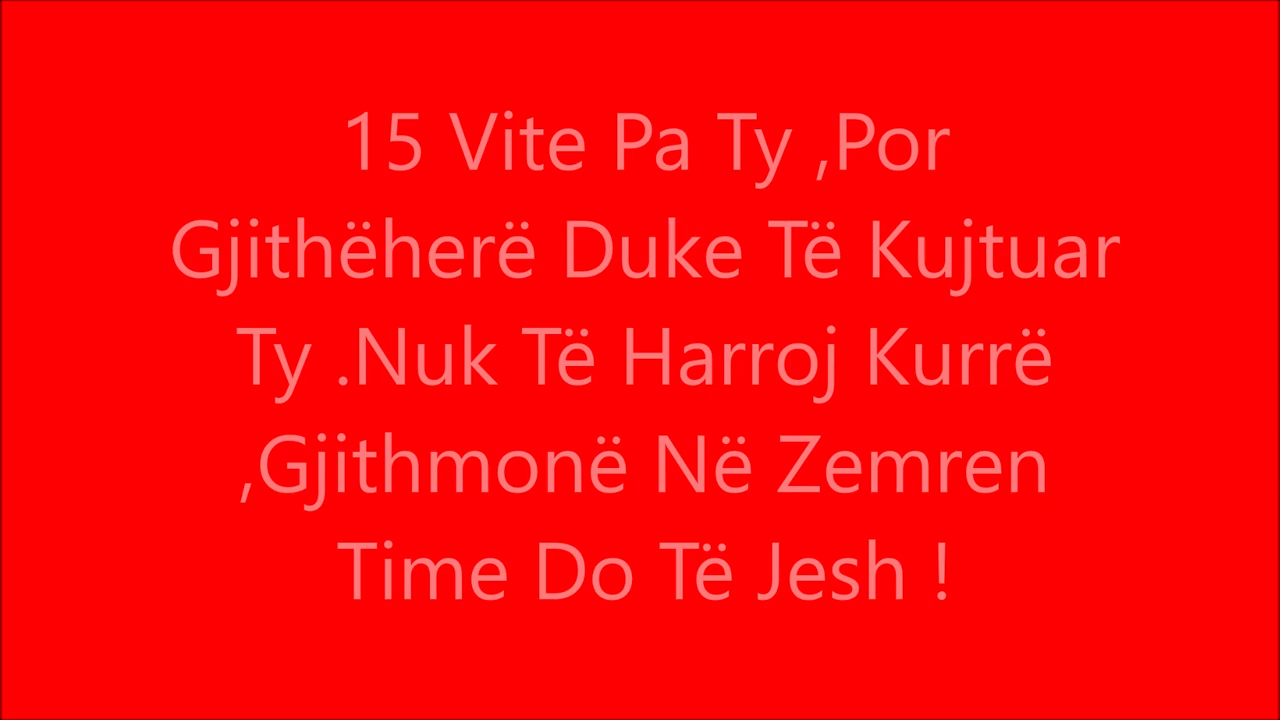 15 Vite Pa Ty ,Por
Gjithëherë Duke Të Kujtuar
Ty .Nuk Të Harroj Kurrë
,Gjithmonë Në Zemren
Time Do Të Jesh !